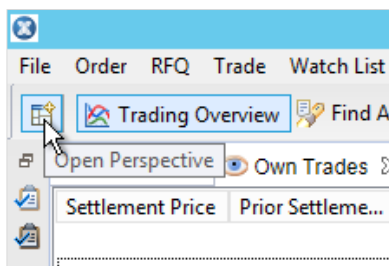 File Order RFQ Trade Watch List
Trading Overview Find A
Open Perspective Own Trades
Settlement Price Prior Settleme...